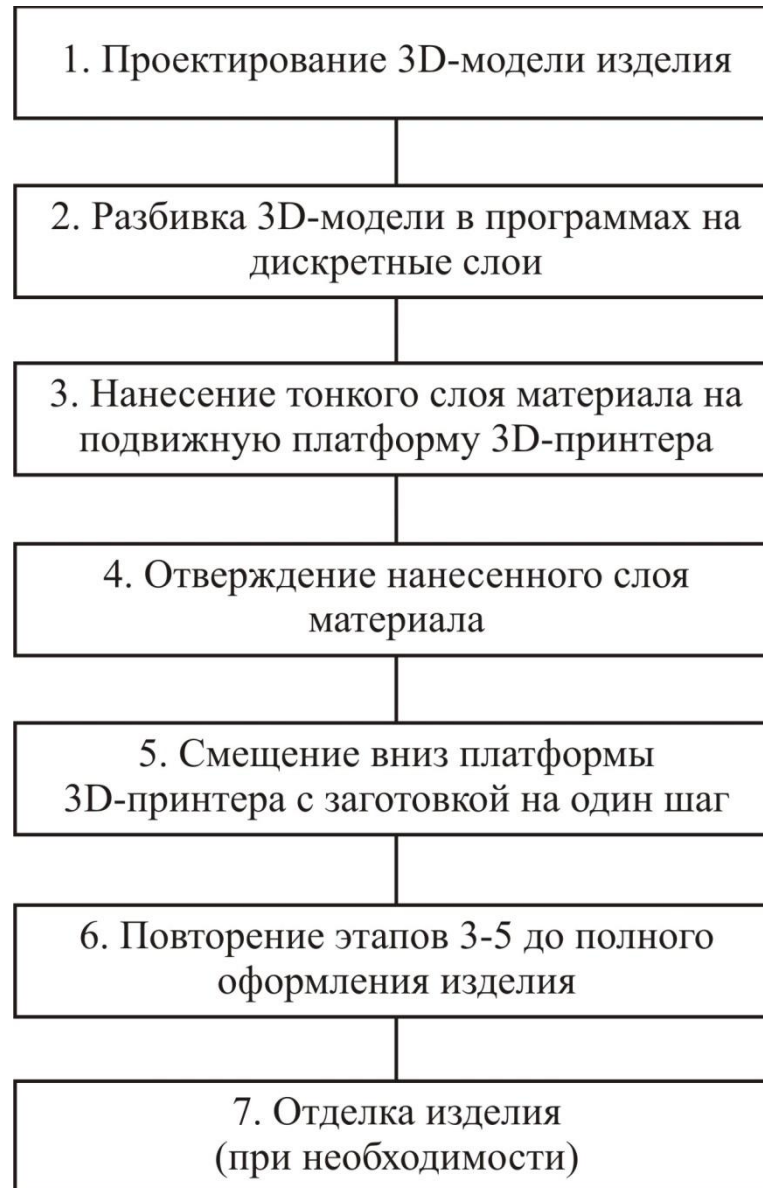 1. Проектирование 3D-модели изделия
2. Разбивка 3D-модели в программах на
дискретные слои
3. Нанесение тонкого слоя материала на
подвижную платформу 3D-принтера
4. Отверждение нанесенного слоя
материала
5. Смещение вниз платформы
3D-принтера с заготовкой на один шаг
6. Повторение этапов 3-5 до полного
оформления изделия
7. Отделка изделия
(при необходимости)